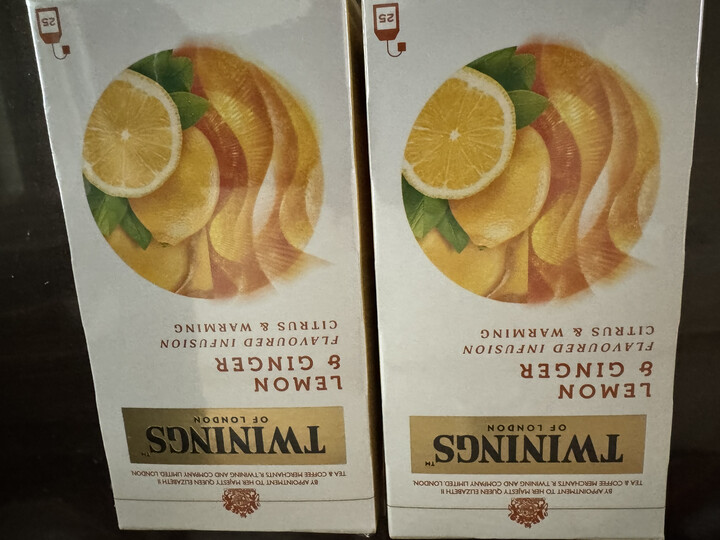 BY APPOINTMENT TO HER MAJESTY QUEEN ELIZABETH II
TEA & COFFEE MERCHANTS R. TWINING AND COMPANY LIMITED, LONDON
TWININGS™
OF LONDON
LEMON
& GINGER
FLAVOURED INFUSION
CITRUS & WARMING
25
BY APPOINTMENT TO HER MAJESTY QUEEN ELIZABETH II
TEA & COFFEE MERCHANTS R. TWINING AND COMPANY LIMITED, LONDON
TWININGS™
OF LONDON
LEMON
& GINGER
FLAVOURED INFUSION
CITRUS & WARMING
25